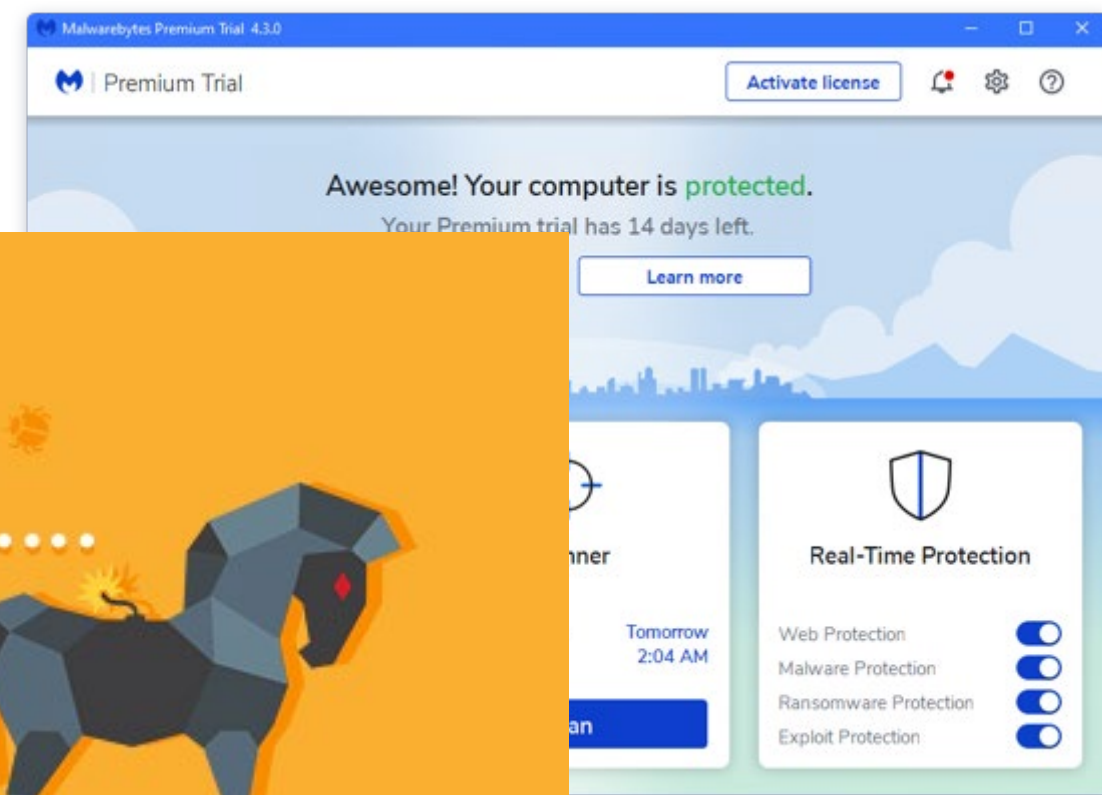 Malwarebytes Premium Trial 4.3.0
Premium Trial
Activate license
Awesome! Your computer is protected.
Your Premium trial has 14 days left.
Learn more
Real-Time Protection
Tomorrow
2:04 AM
Web Protection
Malware Protection
Ransomware Protection
Exploit Protection